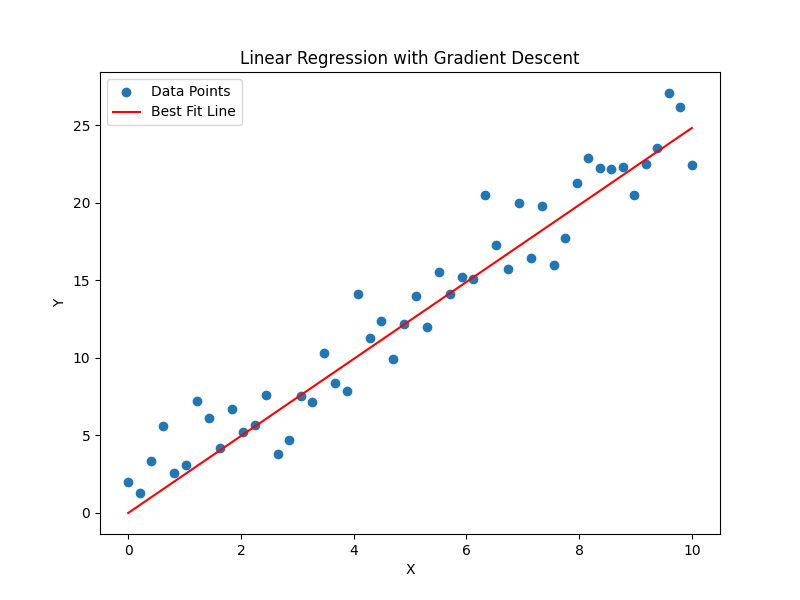 Linear Regression with Gradient Descent
Data Points
Best Fit Line
25
20
15
10
5
0
Y
0 2 4 6 8 10
X